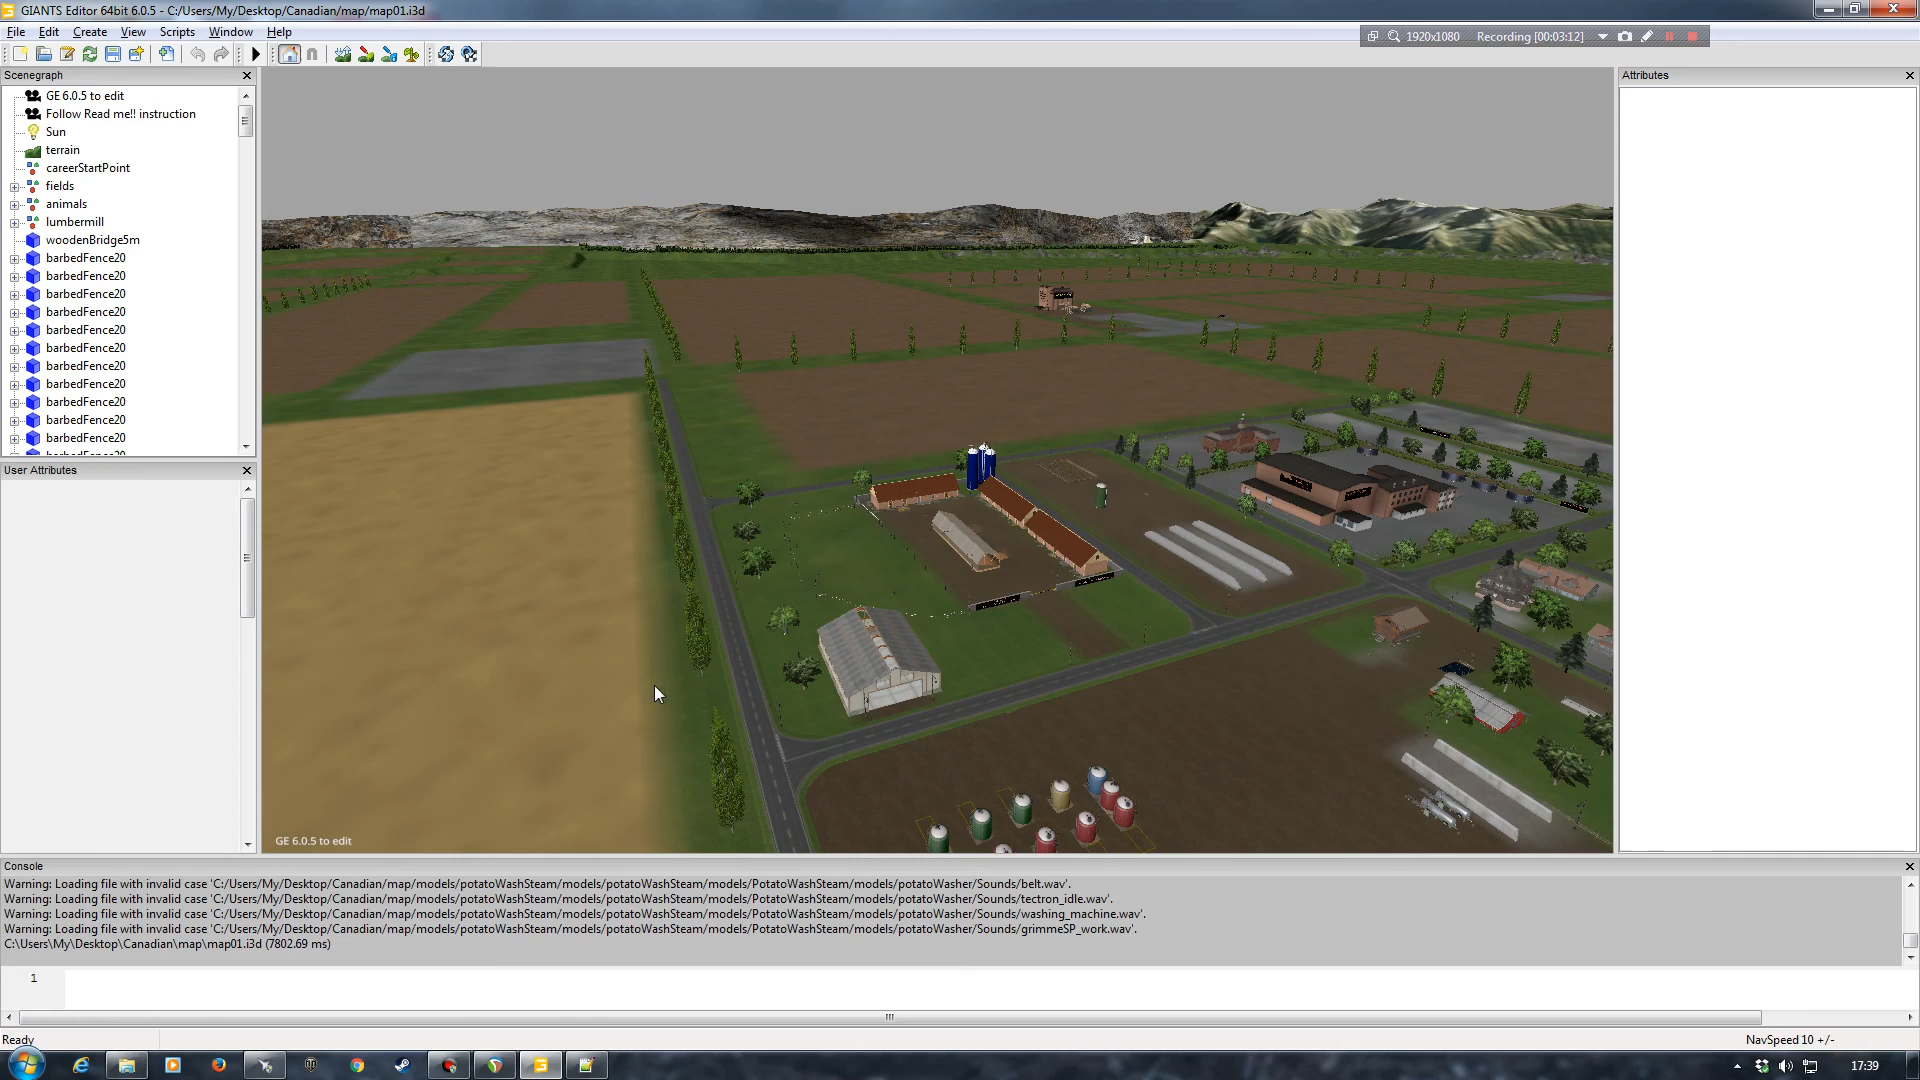 GIANTS Editor 64bit 6.0.5 - C:/Users/My/Desktop/Canadian/map/map01.i3d
File Edit Create View Scripts Window Help
1920x1080 Recording [00:03:12]
Scenegraph
GE 6.0.5 to edit
Follow Read me!! instruction
Sun
terrain
careerStartPoint
fields
animals
lumbermill
woodenBridge5m
barbedFence20
barbedFence20
barbedFence20
barbedFence20
barbedFence20
barbedFence20
barbedFence20
barbedFence20
barbedFence20
barbedFence20
barbedFence20
User Attributes
Attributes
GE 6.0.5 to edit
Console
Warning: Loading file with invalid case 'C:/Users/My/Desktop/Canadian/map/models/potatoWashSteam/models/potatoWashSteam/models/PotatoWashSteam/models/potatoWasher/Sounds/belt.wav'.
Warning: Loading file with invalid case 'C:/Users/My/Desktop/Canadian/map/models/potatoWashSteam/models/potatoWashSteam/models/PotatoWashSteam/models/potatoWasher/Sounds/tectron_idle.wav'.
Warning: Loading file with invalid case 'C:/Users/My/Desktop/Canadian/map/models/potatoWashSteam/models/potatoWashSteam/models/PotatoWashSteam/models/potatoWasher/Sounds/washing_machine.wav'.
Warning: Loading file with invalid case 'C:/Users/My/Desktop/Canadian/map/models/potatoWashSteam/models/potatoWashSteam/models/PotatoWashSteam/models/potatoWasher/Sounds/grimmeSP_work.wav'.
C:\Users\My\Desktop\Canadian\map\map01.i3d (7802.69 ms)
1
Ready
NavSpeed 10 +/-
17:39